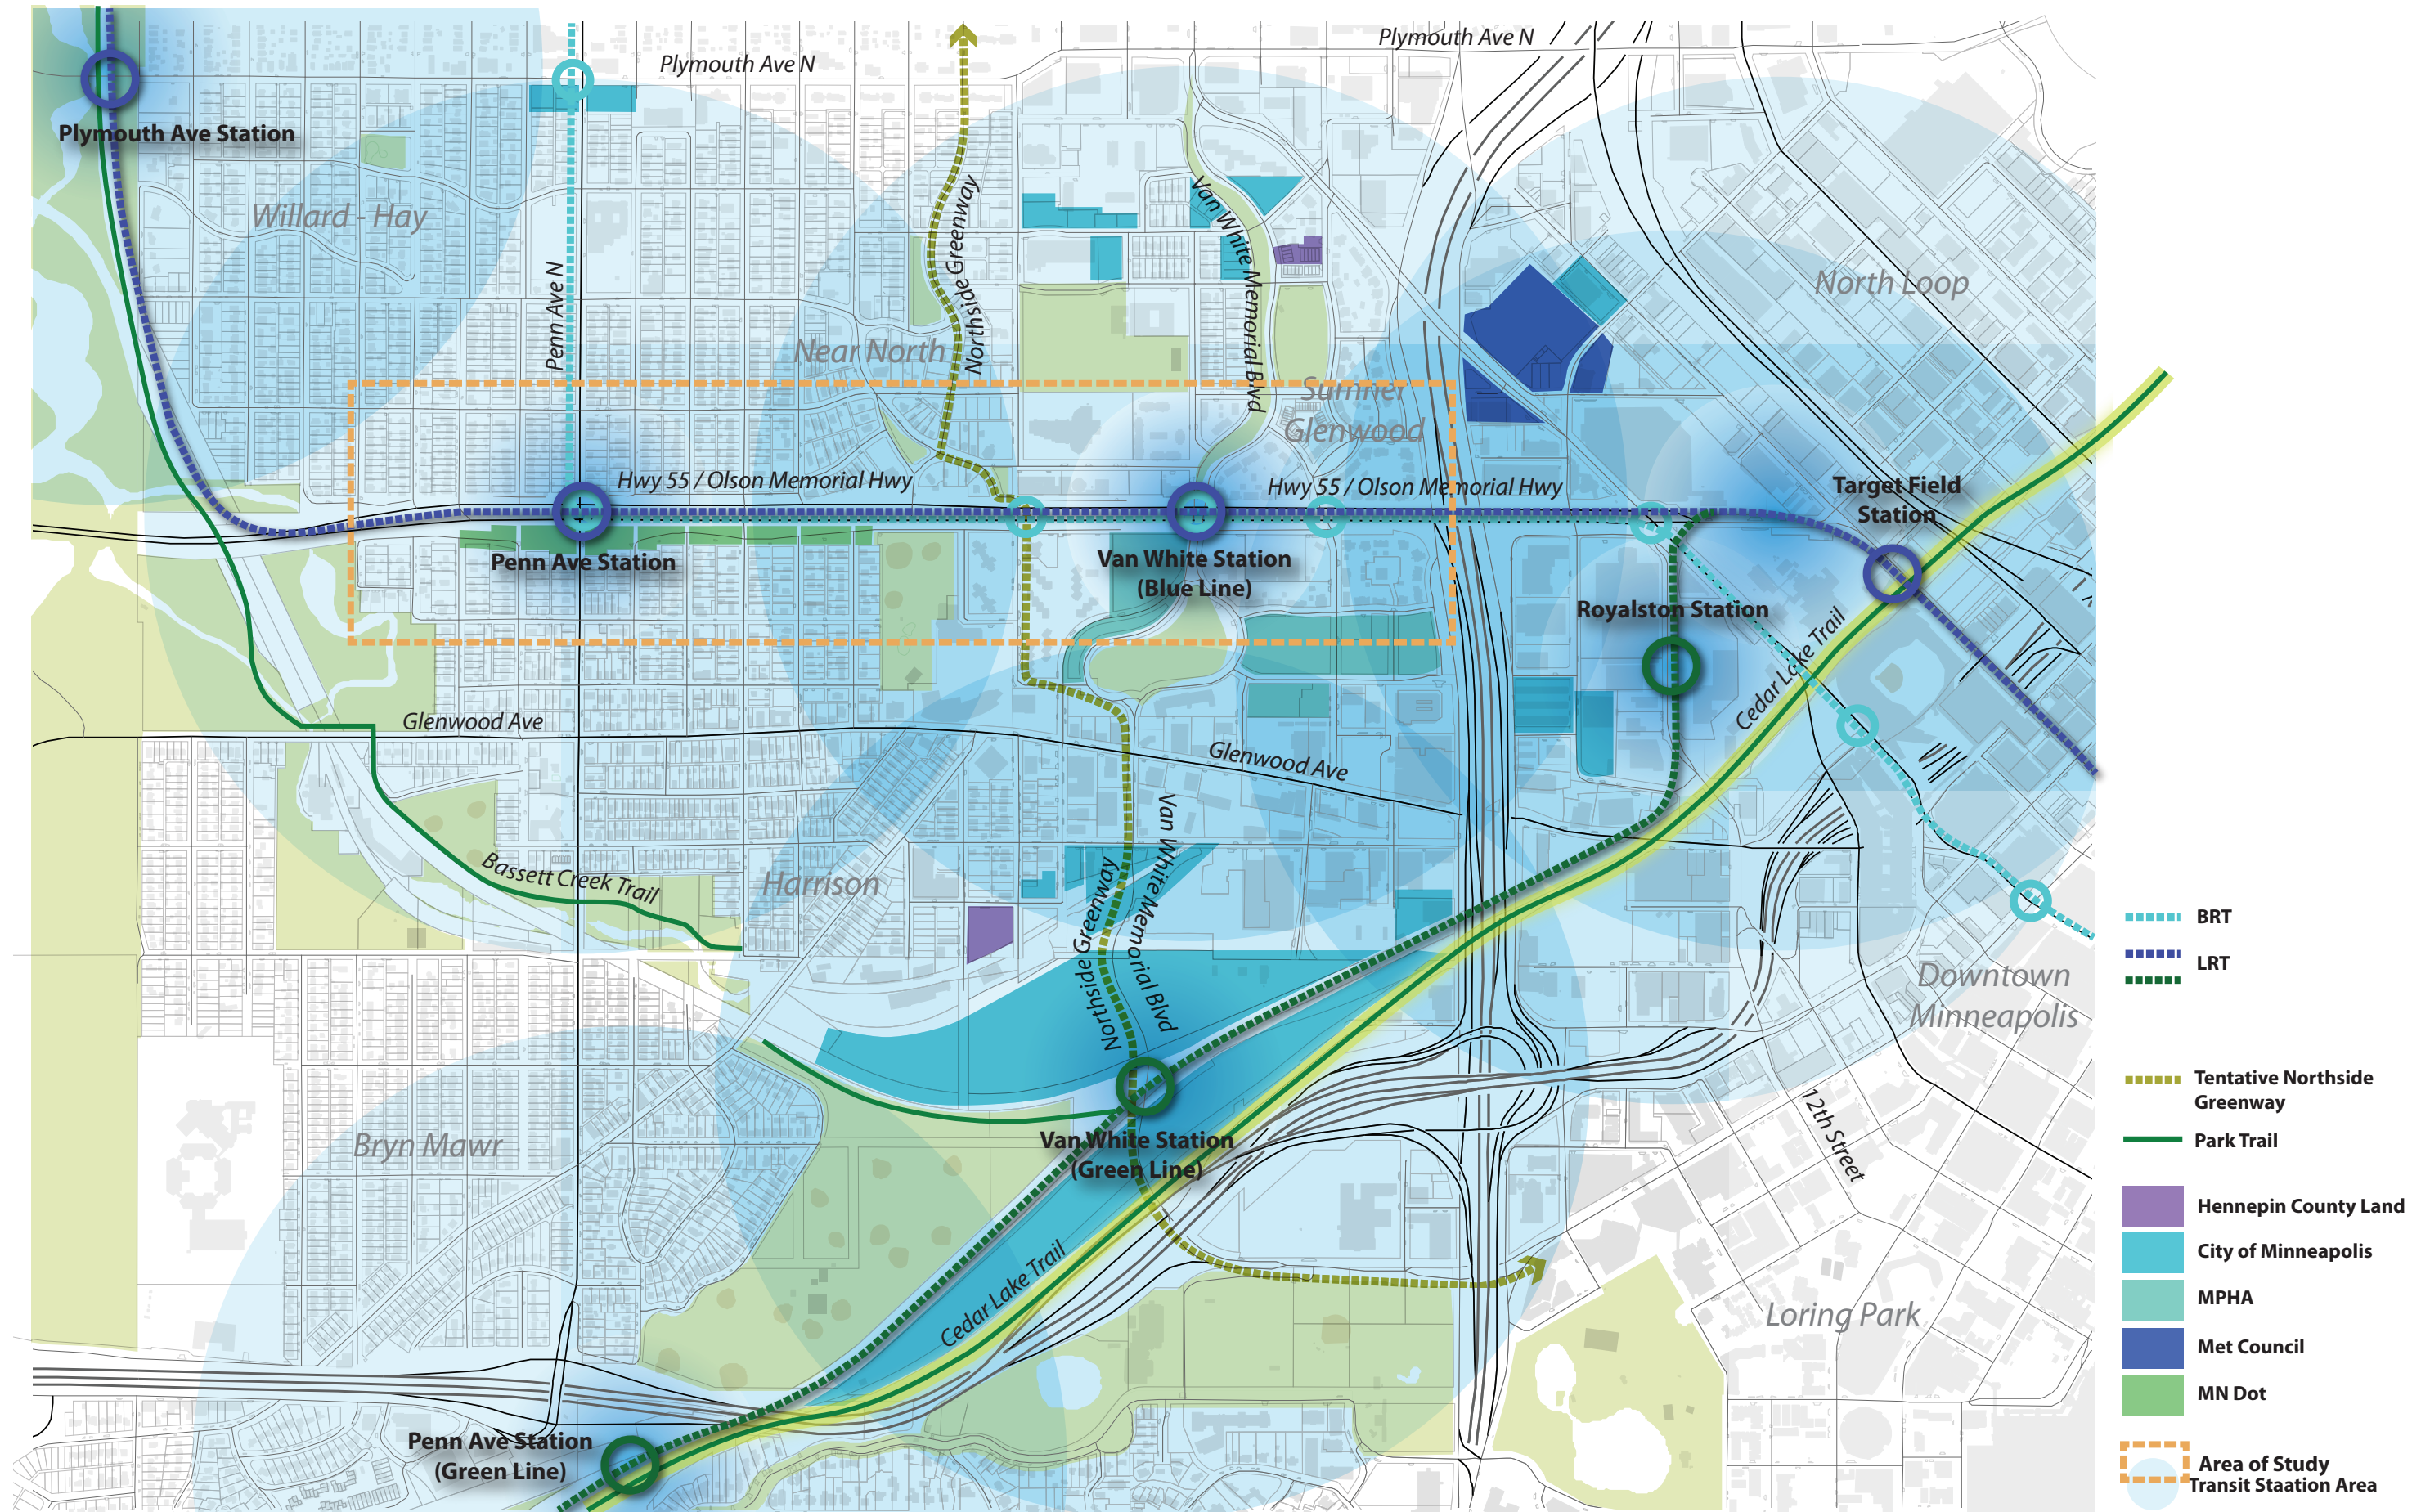 Plymouth Ave N
Plymouth Ave N
Plymouth Ave Station
Willard - Hay
Penn Ave N
Northside Greenway
Near North
Van White Memorial Blvd
North Loop
Sumner
Glenwood
Hwy 55 / Olson Memorial Hwy
Hwy 55 / Olson Memorial Hwy
Target Field
Station
Penn Ave Station
Van White Station
(Blue Line)
Royalston Station
Cedar Lake Trail
Glenwood Ave
Glenwood Ave
Bassett Creek Trail
Harrison
Northside Greenway
Van White Memorial Blvd
Downtown
Minneapolis
12th Street
Bryn Mawr
Van White Station
(Green Line)
Cedar Lake Trail
Loring Park
Penn Ave Station
(Green Line)
BRT
LRT
Tentative Northside
Greenway
Park Trail
Hennepin County Land
City of Minneapolis
MPHA
Met Council
MN Dot
Area of Study
Transit Staation Area